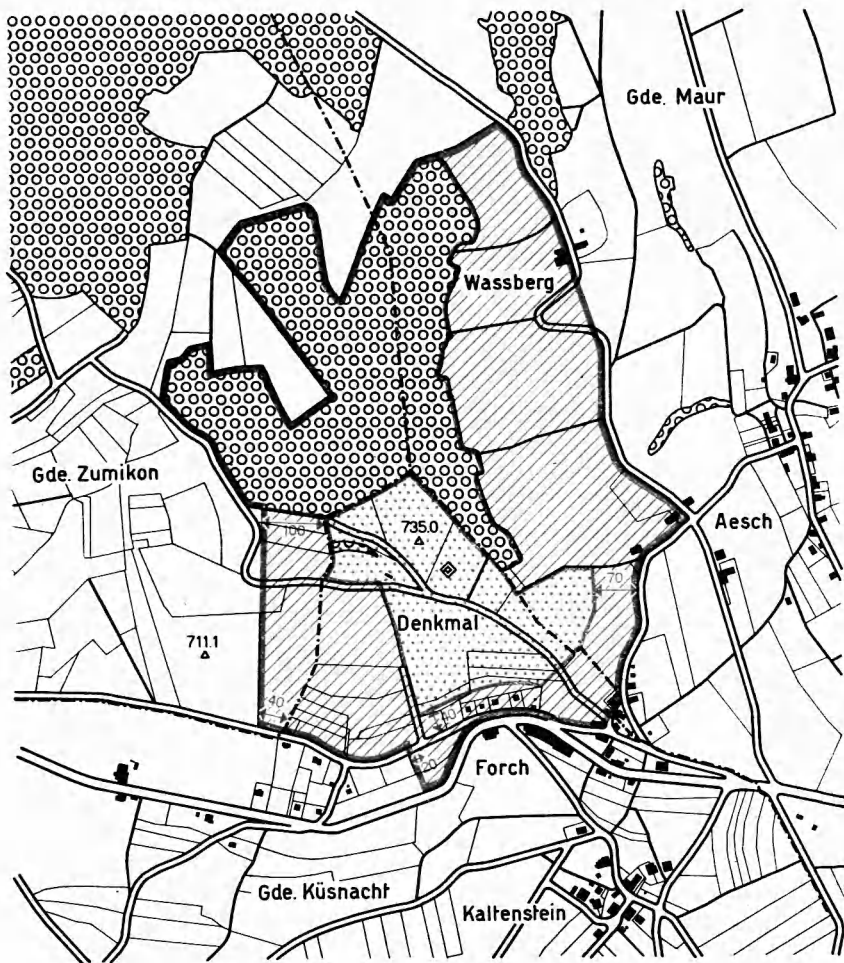 Gde. Maur
Wassberg
Gde. Zumikon
735.0
100
Aesch
70
Denkmal
711.1
40
40
20
Forch
Gde. Küsnacht
Kaltenstein